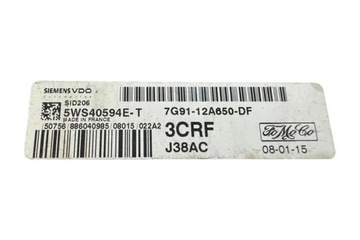 SIEMENS VDO
Automotive
SID206
5WS40594E-T
MADE IN FRANCE
50756/886040985/08015/022A2
7G91-12A650-DF
3CRF
J38AC
FoMoCo
08-01-15